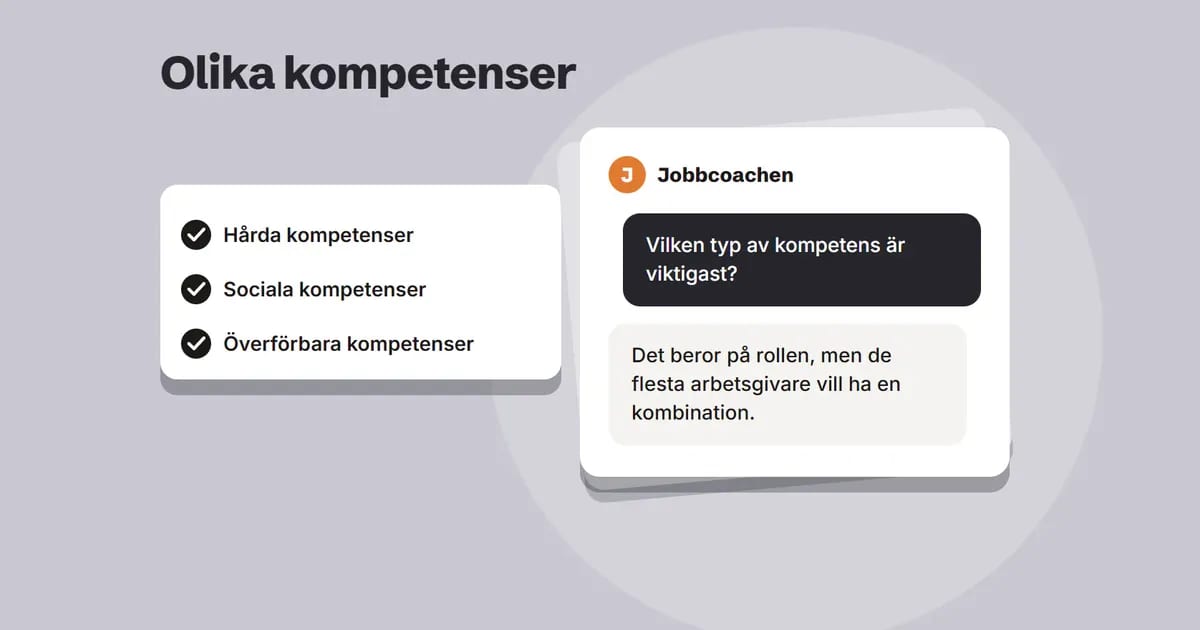 Olika kompetenser
Hårda kompetenser
Sociala kompetenser
Överförbara kompetenser
J Jobbcoachen
Vilken typ av kompetens är
viktigast?
Det beror på rollen, men de
flesta arbetsgivare vill ha en
kombination.